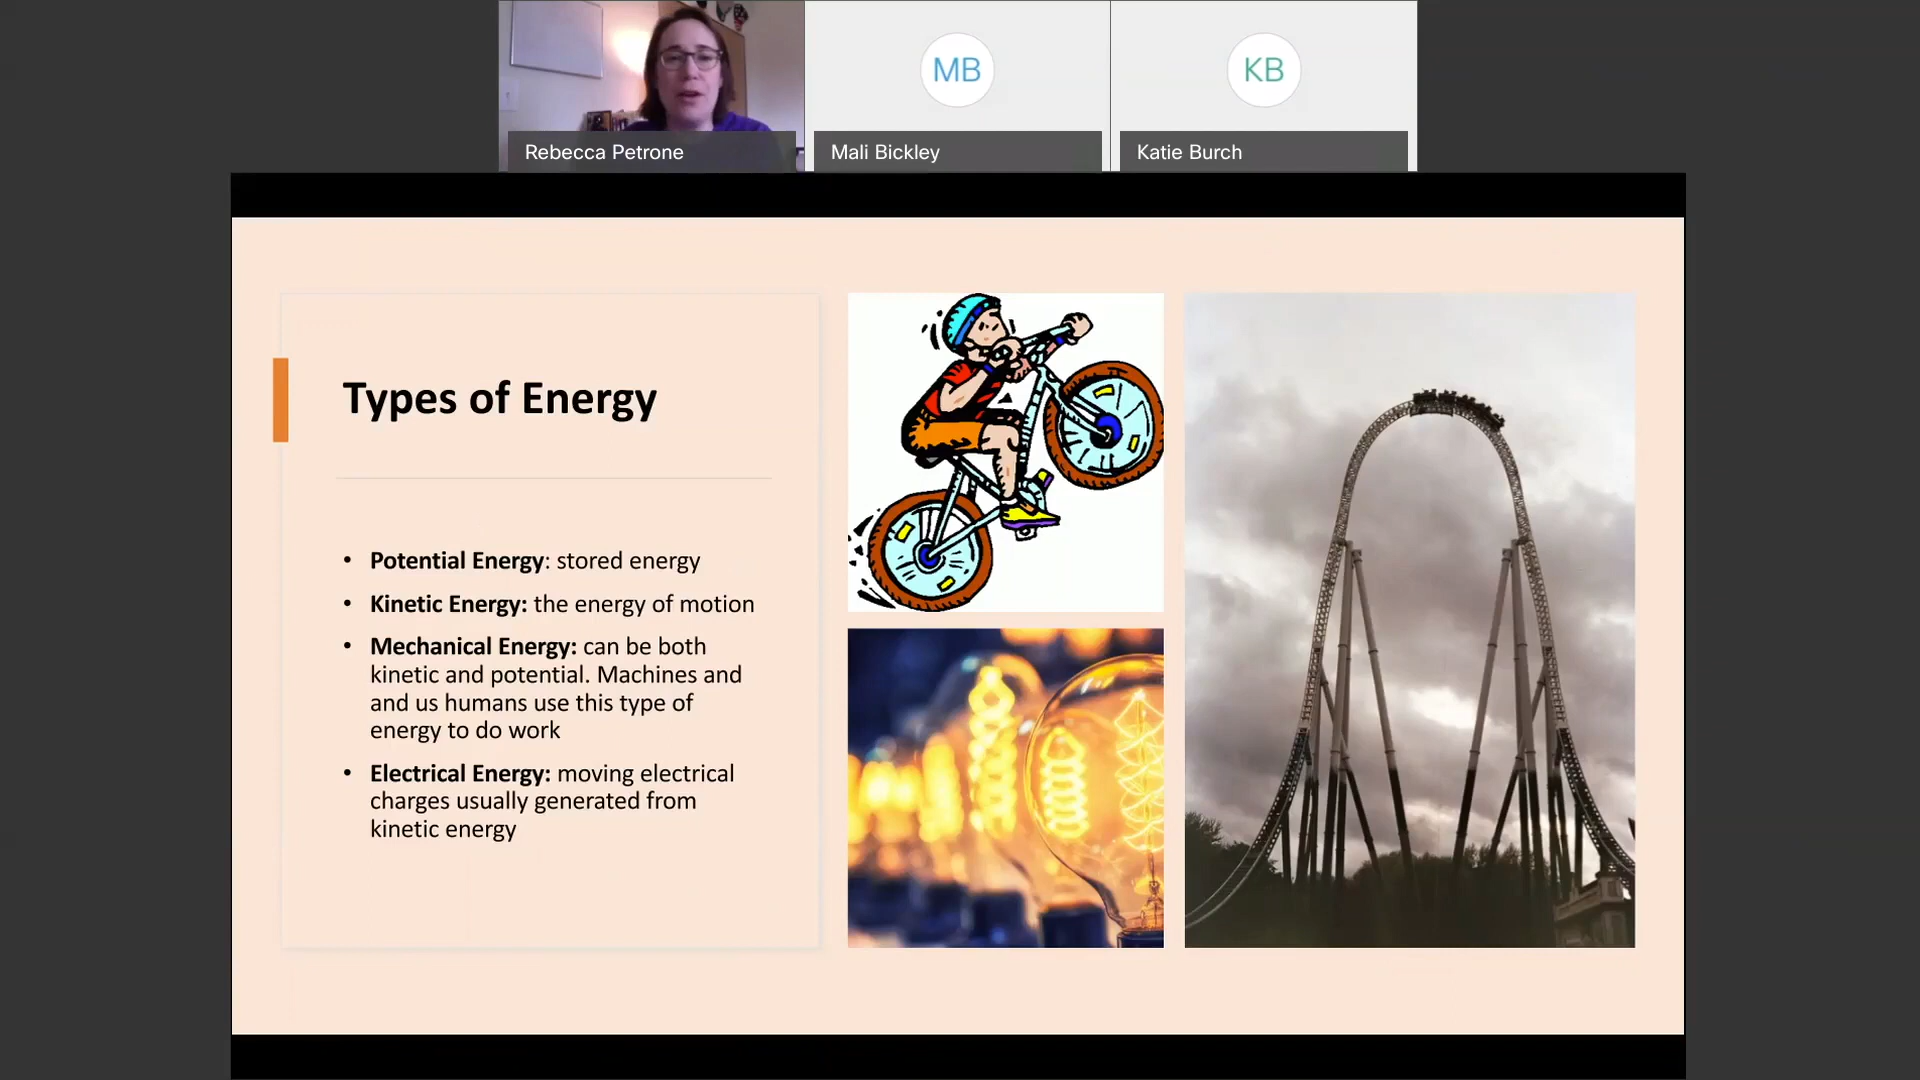 MB
KB
Rebecca Petrone
Mali Bickley
Katie Burch
Types of Energy
• Potential Energy: stored energy
• Kinetic Energy: the energy of motion
• Mechanical Energy: can be both
kinetic and potential. Machines and
and us humans use this type of
energy to do work
• Electrical Energy: moving electrical
charges usually generated from
kinetic energy